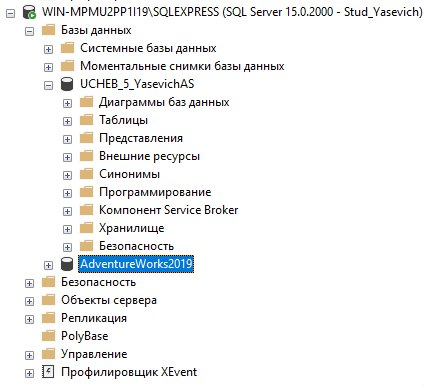 WIN-MPMU2PP1I19\SQLEXPRESS (SQL Server 15.0.2000 - Stud_Yasevich)
Базы данных
Системные базы данных
Моментальные снимки базы данных
UCHEB_5_YasevichAS
Диаграммы баз данных
Таблицы
Представления
Внешние ресурсы
Синонимы
Программирование
Компонент Service Broker
Хранилище
Безопасность
AdventureWorks2019
Безопасность
Объекты сервера
Репликация
PolyBase
Управление
Профилировщик XEvent